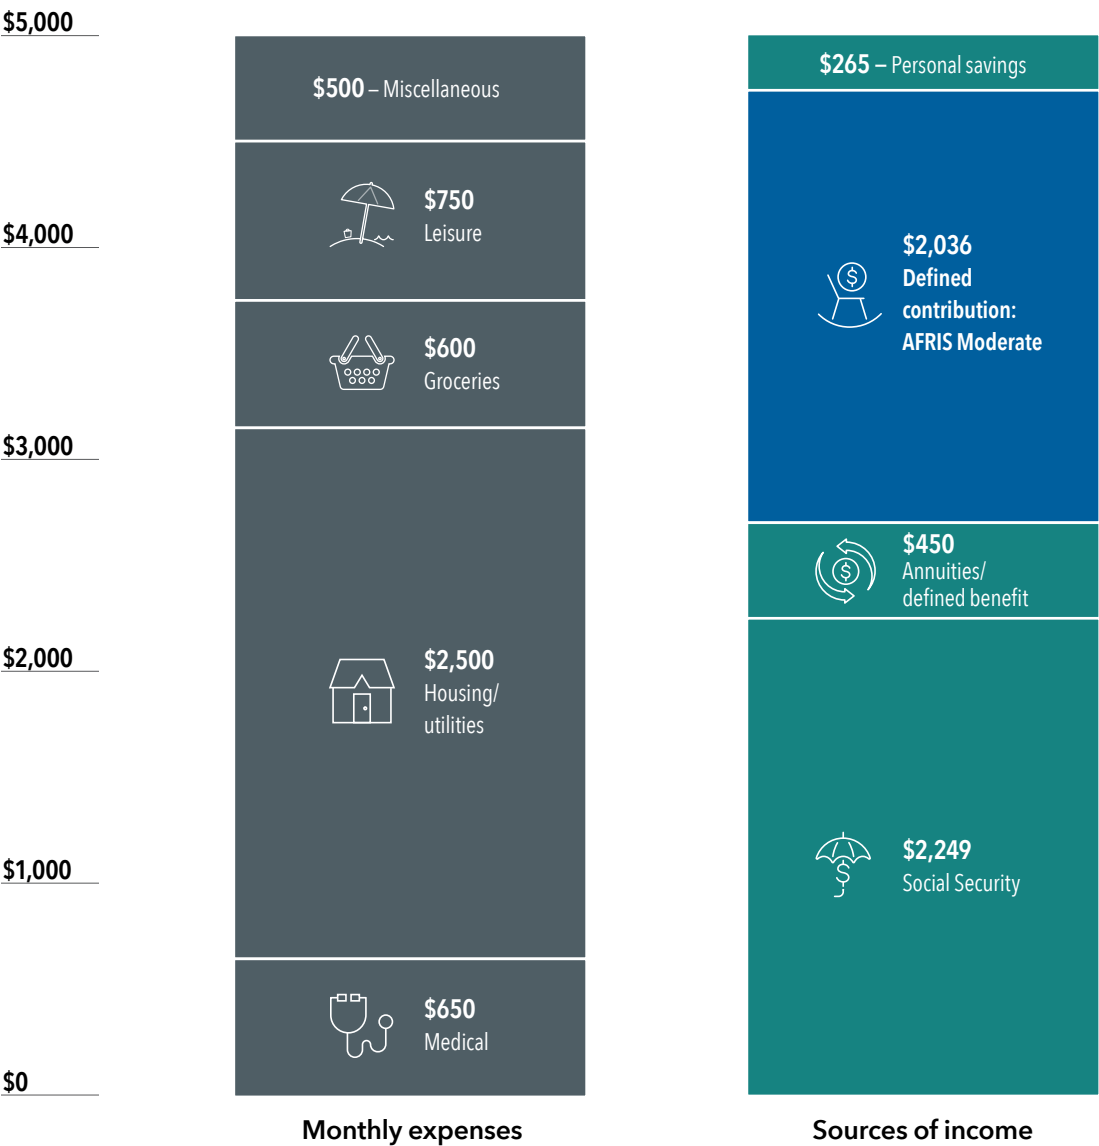 $5,000
$4,000
$3,000
$2,000
$1,000
$0
$500 – Miscellaneous
$750
Leisure
$600
Groceries
$2,500
Housing/
utilities
$650
Medical
Monthly expenses
$265 – Personal savings
$2,036
Defined
contribution:
AFRIS Moderate
$450
Annuities/
defined benefit
$2,249
Social Security
Sources of income